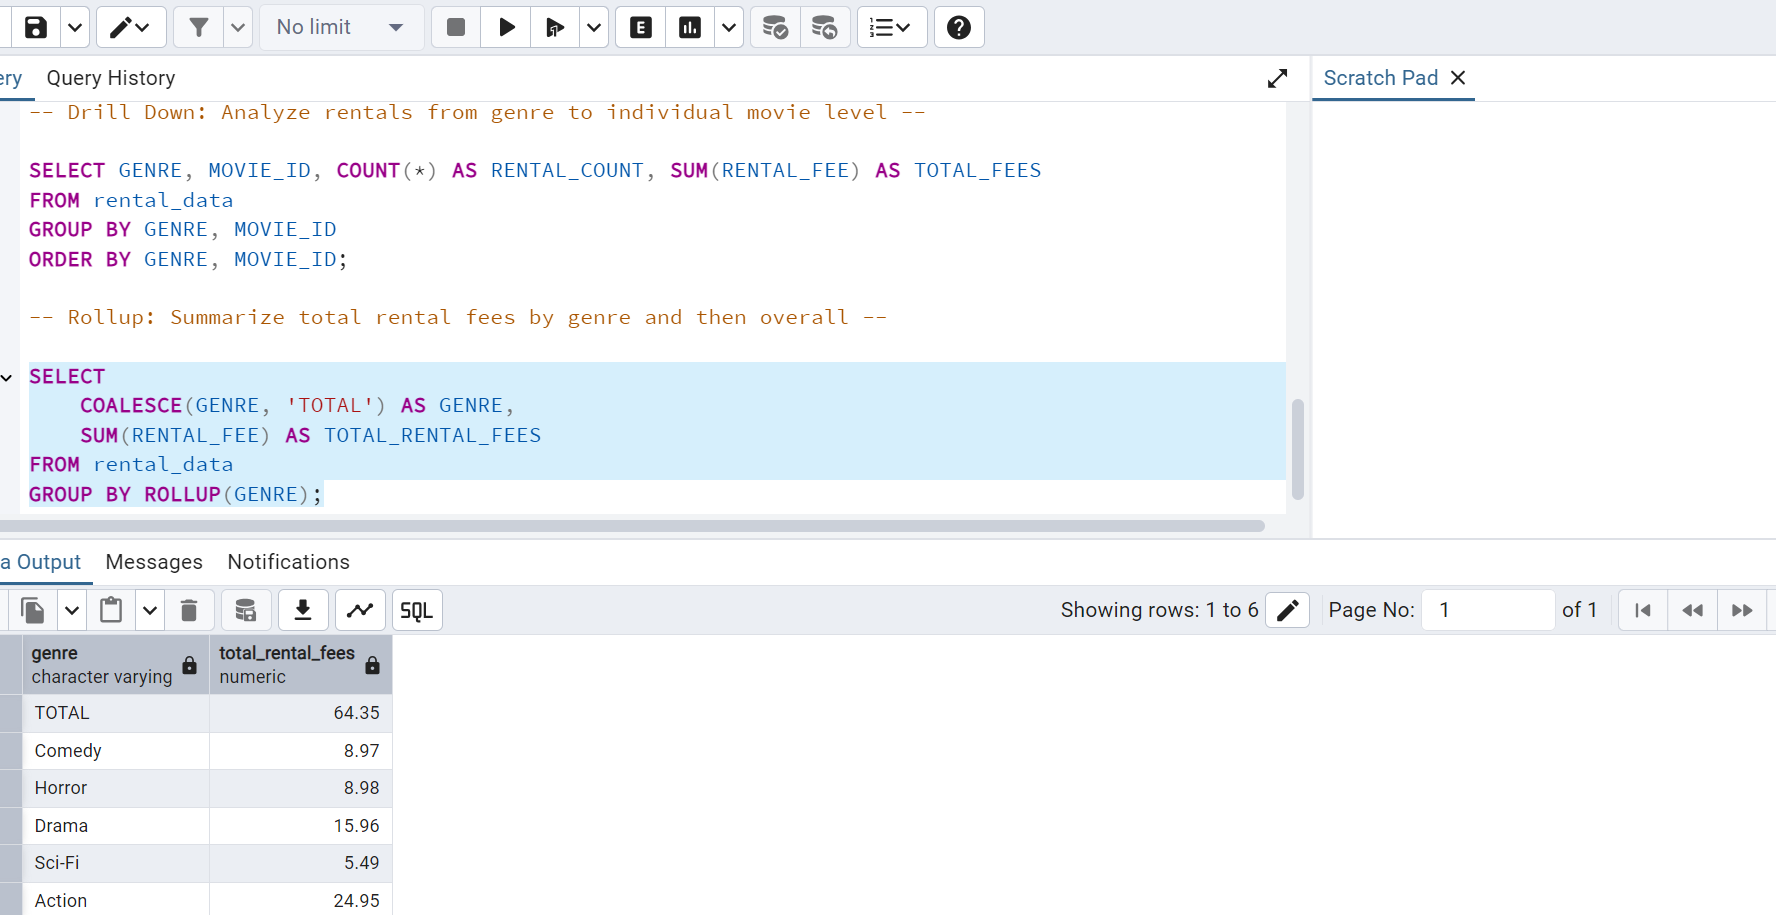 No limit
E
ery Query History
Scratch Pad
-- Drill Down: Analyze rentals from genre to individual movie level --
SELECT GENRE, MOVIE_ID, COUNT(*) AS RENTAL_COUNT, SUM(RENTAL_FEE) AS TOTAL_FEES
FROM rental_data
GROUP BY GENRE, MOVIE_ID
ORDER BY GENRE, MOVIE_ID;
-- Rollup: Summarize total rental fees by genre and then overall --
SELECT
COALESCE(GENRE, 'TOTAL') AS GENRE,
SUM(RENTAL_FEE) AS TOTAL_RENTAL_FEES
FROM rental_data
GROUP BY ROLLUP(GENRE);
a Output Messages Notifications
SQL Showing rows: 1 to 6 Page No: 1 of 1
genre total_rental_fees
character varying numeric
TOTAL 64.35
Comedy 8.97
Horror 8.98
Drama 15.96
Sci-Fi 5.49
Action 24.95